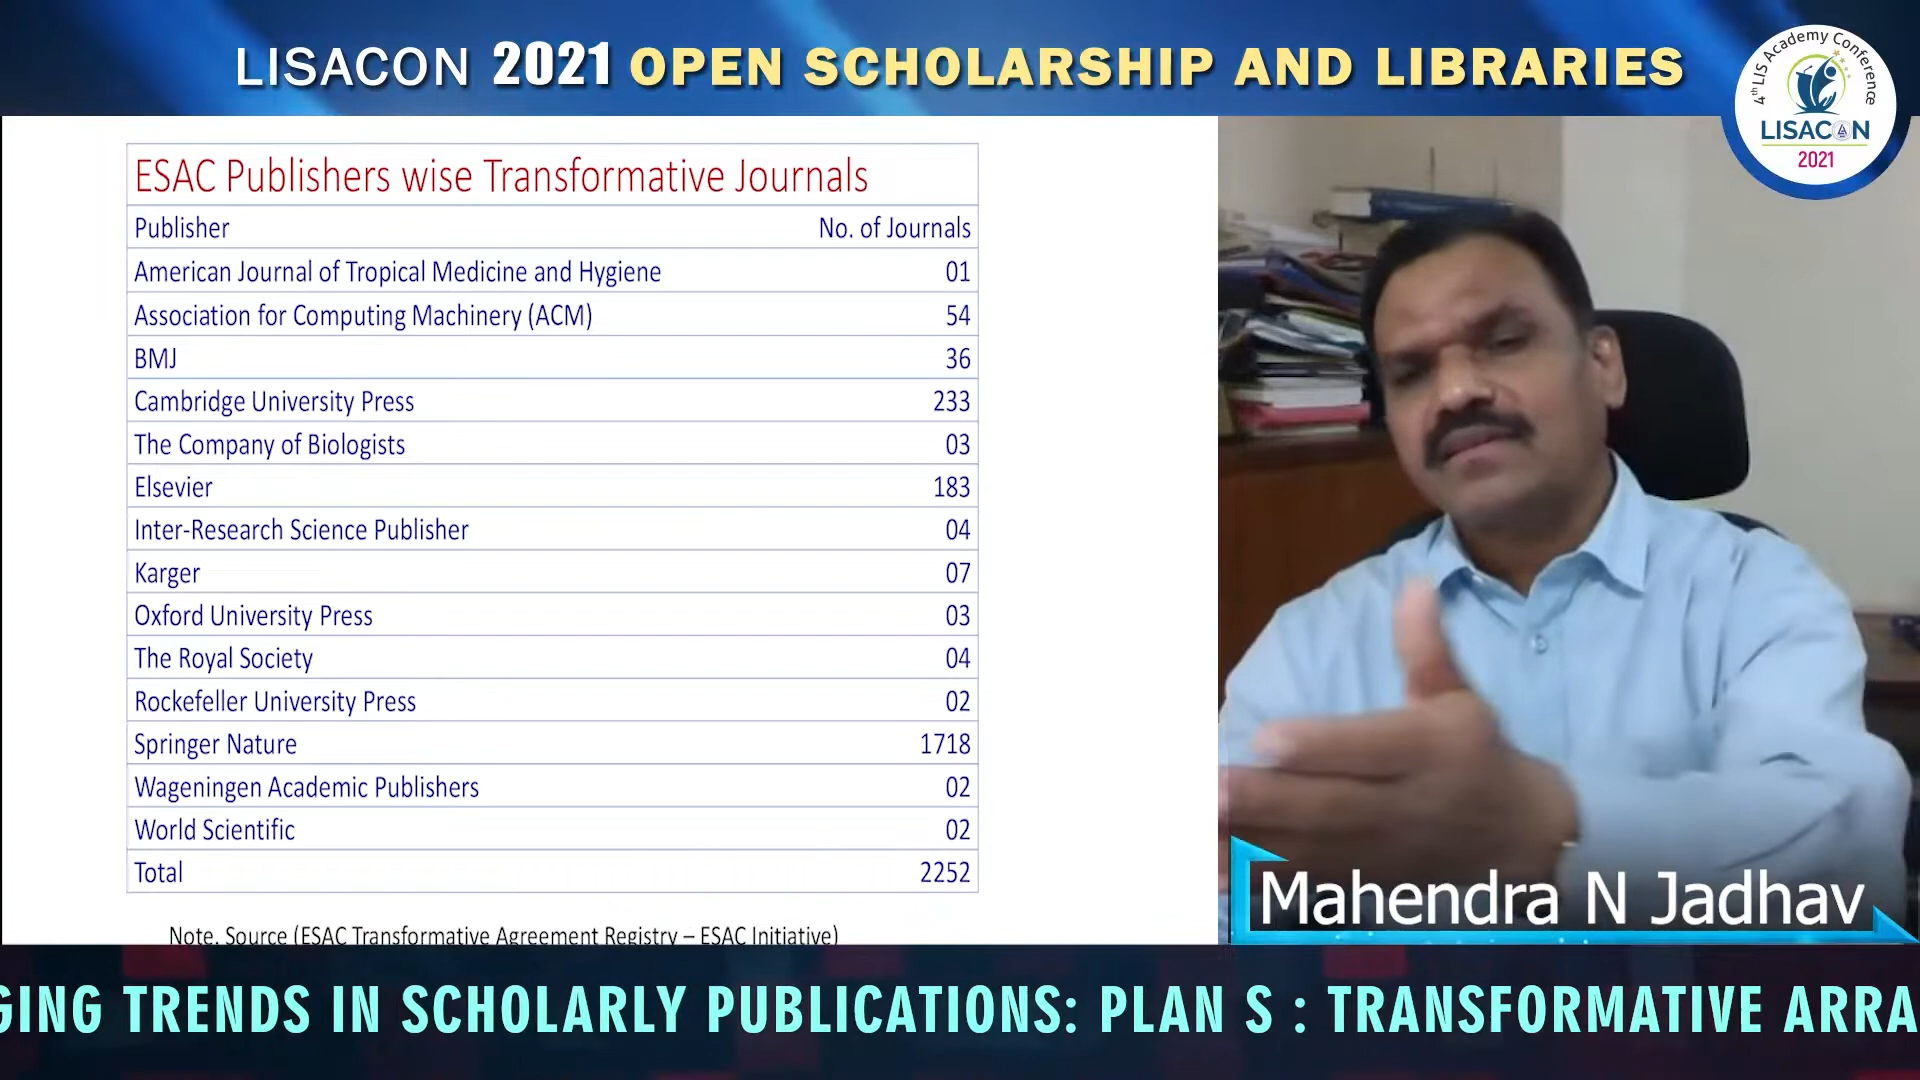 LISACON 2021 OPEN SCHOLARSHIP AND LIBRARIES
4th LIS Academy Conference
LISACON
2021
ESAC Publishers wise Transformative Journals
Publisher No. of Journals
American Journal of Tropical Medicine and Hygiene 01
Association for Computing Machinery (ACM) 54
BMJ 36
Cambridge University Press 233
The Company of Biologists 03
Elsevier 183
Inter-Research Science Publisher 04
Karger 07
Oxford University Press 03
The Royal Society 04
Rockefeller University Press 02
Springer Nature 1718
Wageningen Academic Publishers 02
World Scientific 02
Total 2252
Note. Source (ESAC Transformative Agreement Registry – ESAC Initiative)
Mahendra N Jadhav
GING TRENDS IN SCHOLARLY PUBLICATIONS: PLAN S : TRANSFORMATIVE ARRA